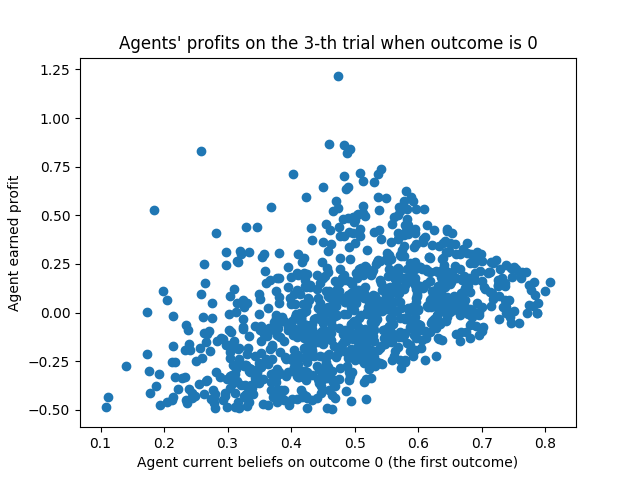 Agents' profits on the 3-th trial when outcome is 0
1.25
1.00
0.75
0.50
0.25
0.00
−0.25
−0.50
Agent earned profit
0.1 0.2 0.3 0.4 0.5 0.6 0.7 0.8
Agent current beliefs on outcome 0 (the first outcome)